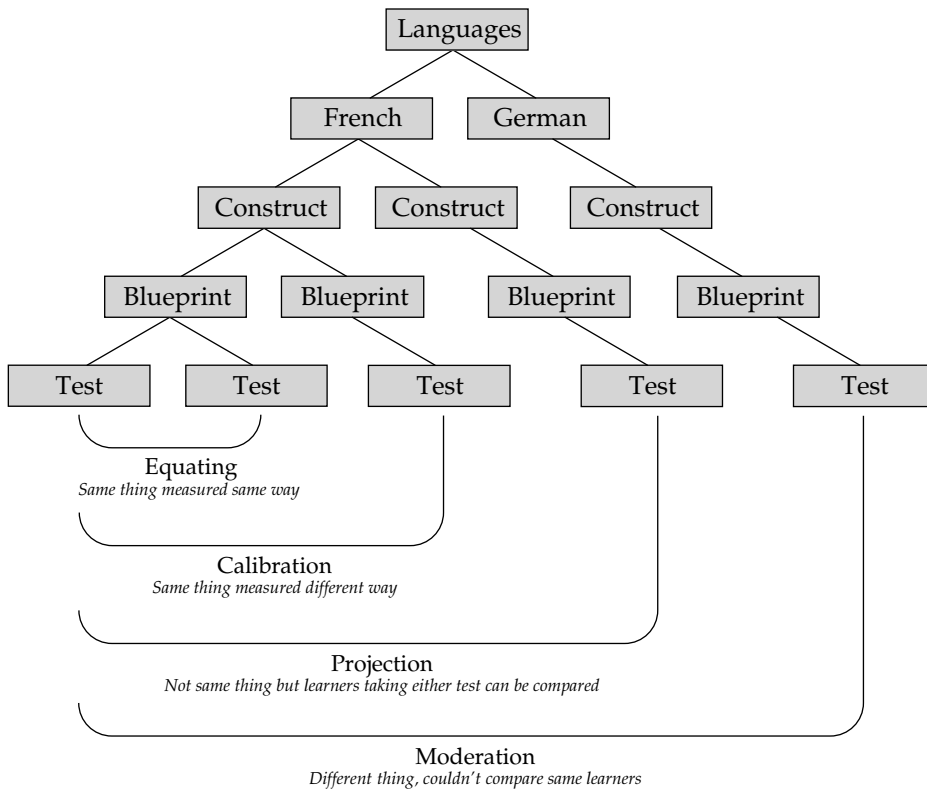 Languages
French German
Construct Construct Construct
Blueprint Blueprint Blueprint Blueprint
Test Test Test Test Test
Equating
Same thing measured same way
Calibration
Same thing measured different way
Projection
Not same thing but learners taking either test can be compared
Moderation
Different thing, couldn't compare same learners